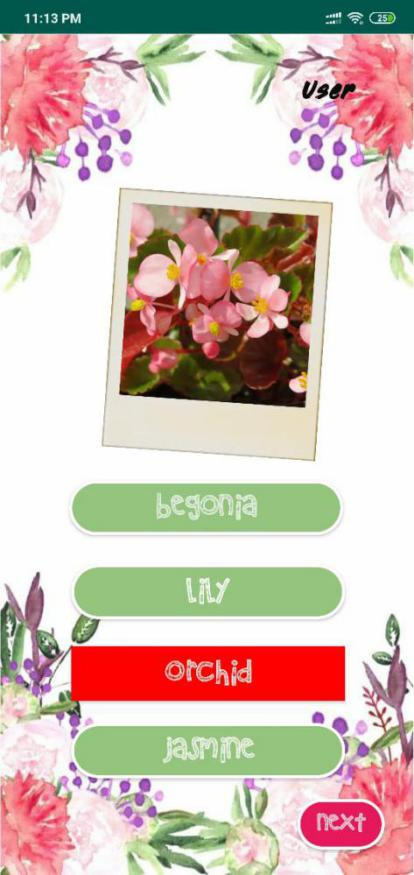 11:13 PM 25
User
begonia
Lily
Orchid
jasmine
next